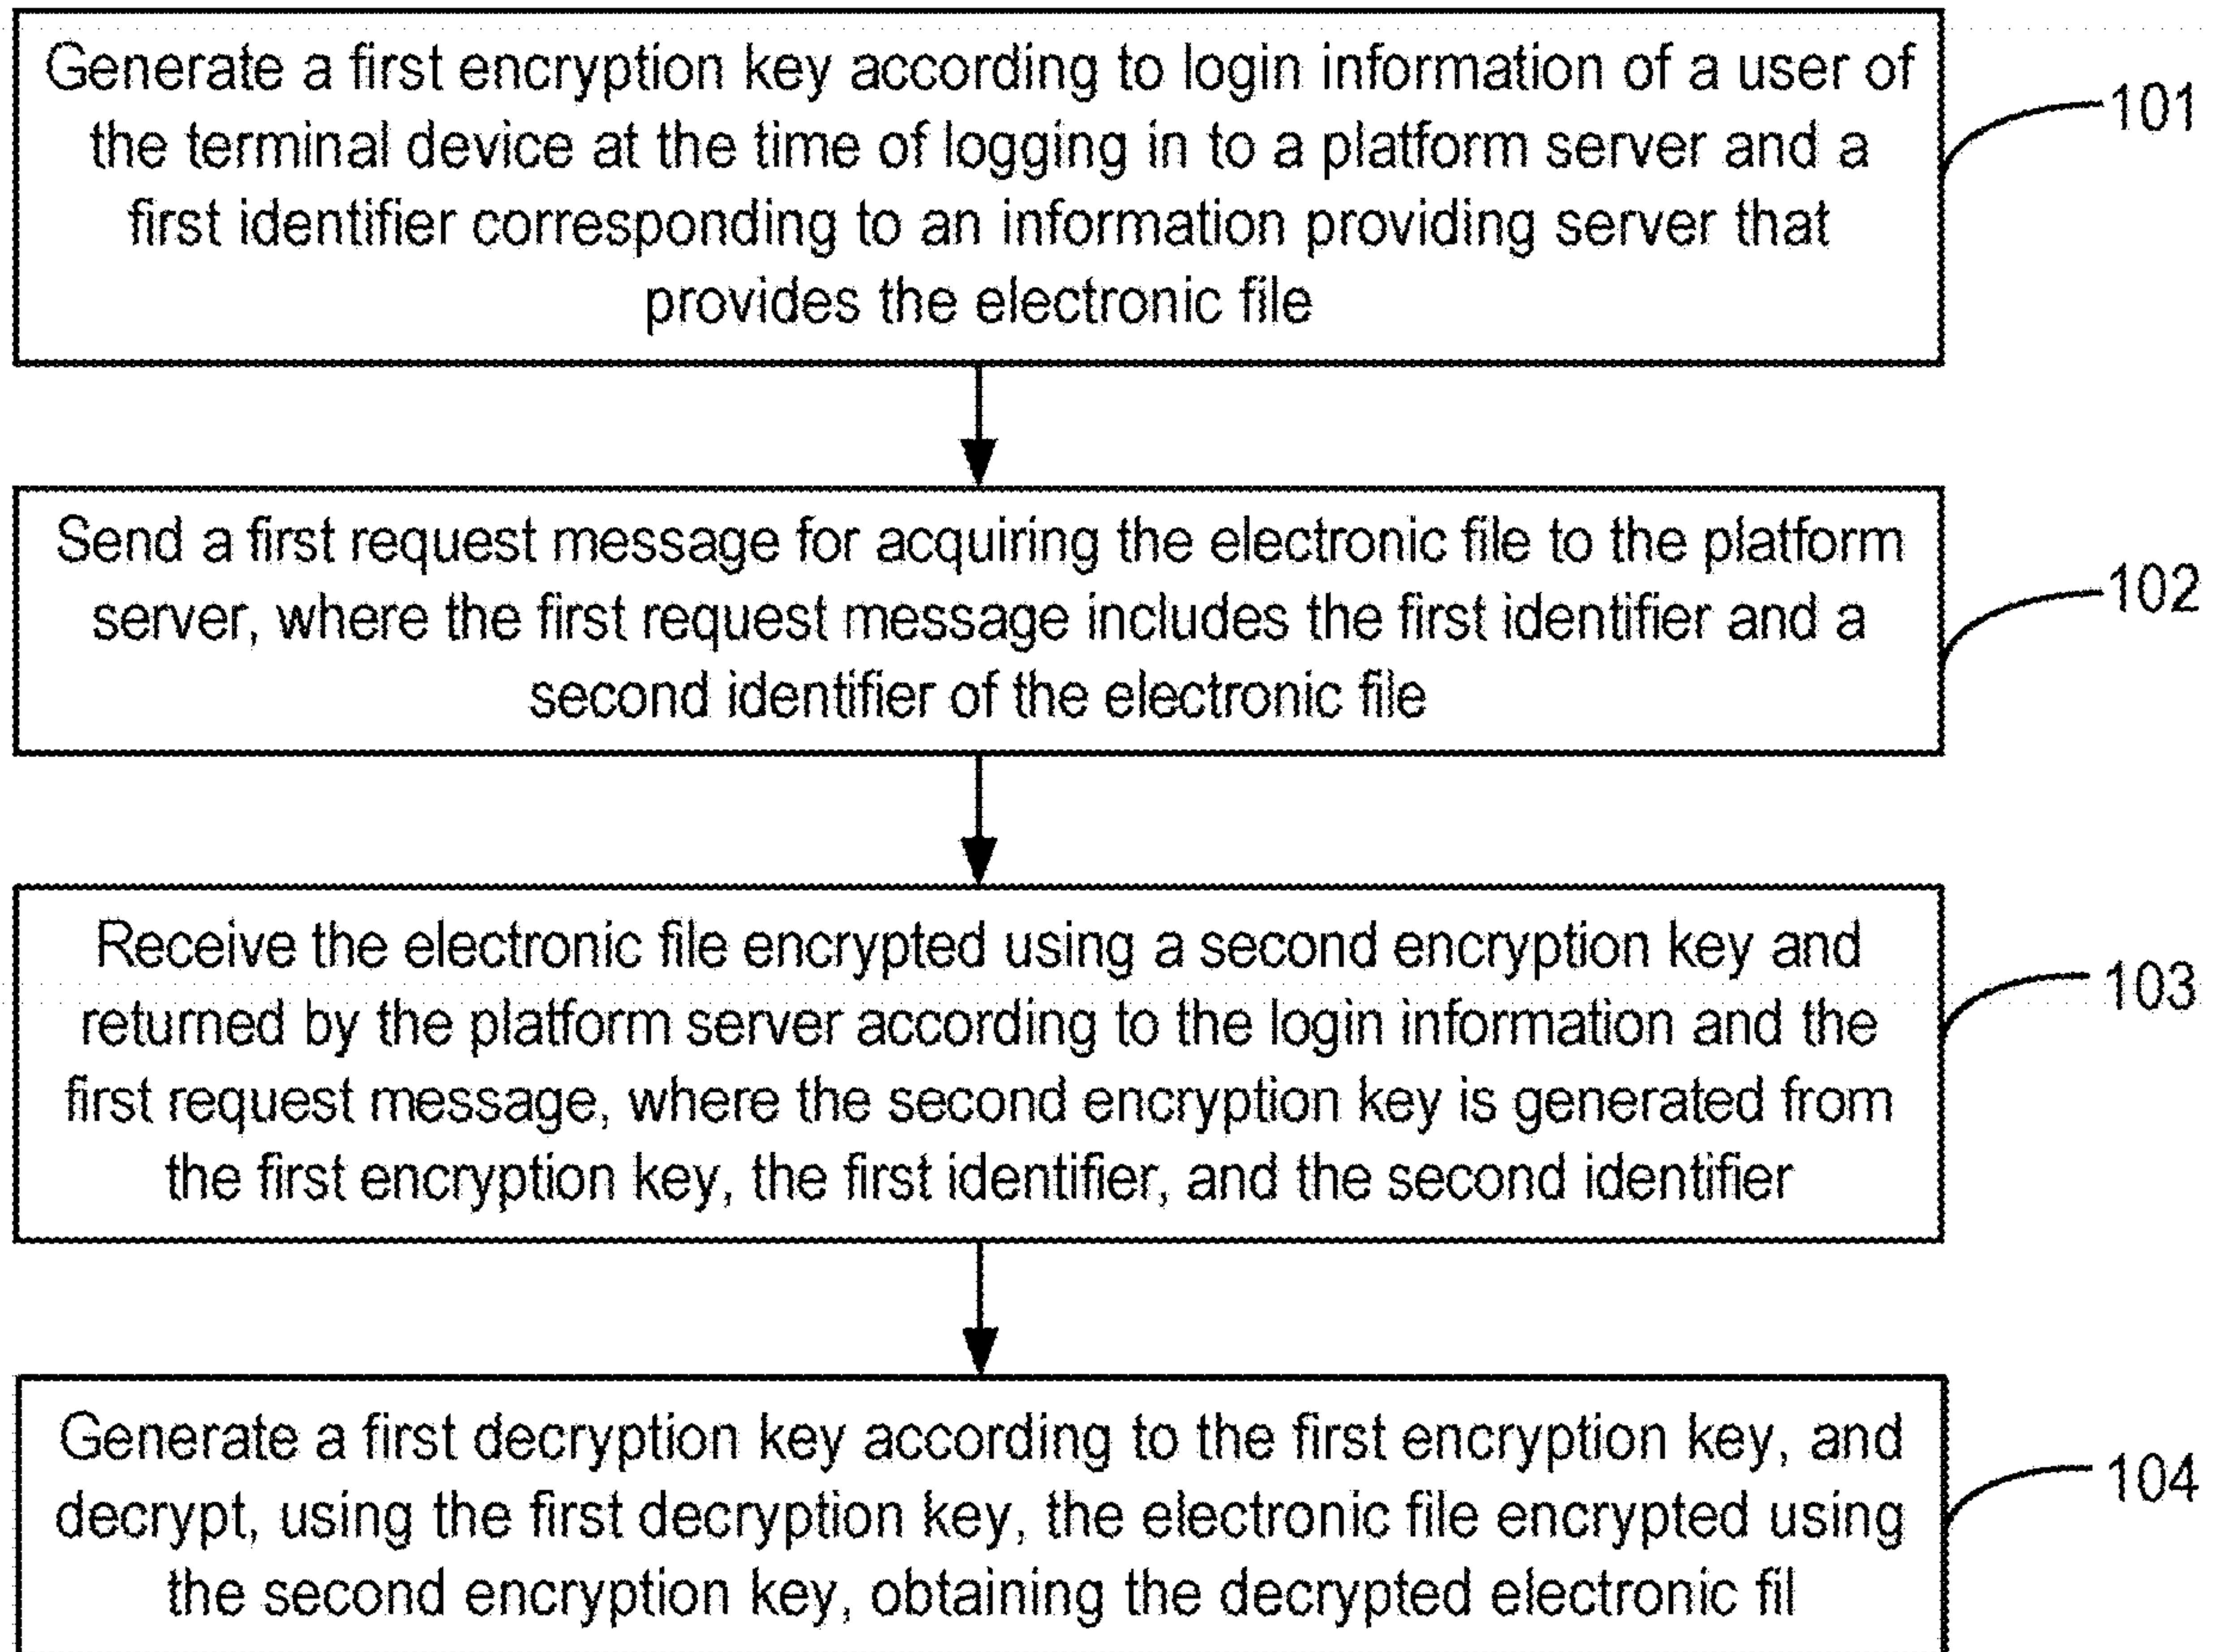 Generate a first encryption key according to login information of a user of
the terminal device at the time of logging in to a platform server and a
first identifier corresponding to an information providing server that
provides the electronic file
101
Send a first request message for acquiring the electronic file to the platform
server, where the first request message includes the first identifier and a
second identifier of the electronic file
102
Receive the electronic file encrypted using a second encryption key and
returned by the platform server according to the login information and the
first request message, where the second encryption key is generated from
the first encryption key, the first identifier, and the second identifier
103
Generate a first decryption key according to the first encryption key, and
decrypt, using the first decryption key, the electronic file encrypted using
the second encryption key, obtaining the decrypted electronic fil
104